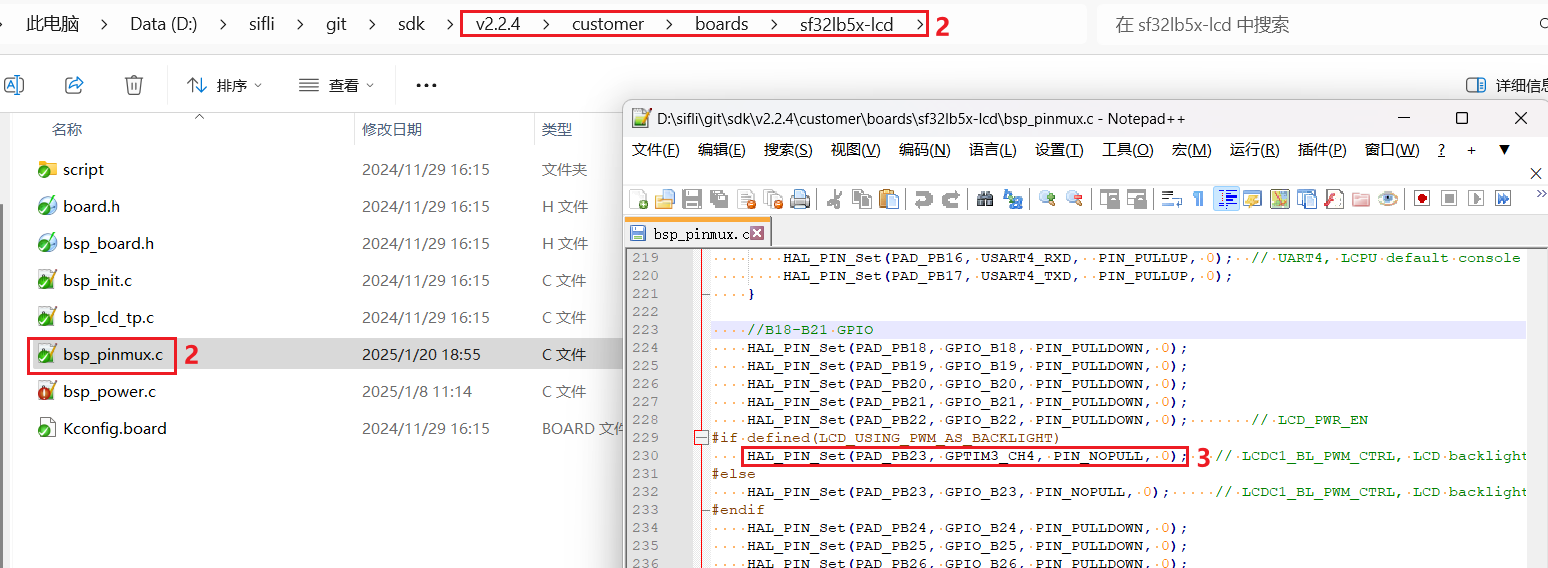 此电脑 > Data (D:) > sifli > git > sdk > v2.2.4 > customer > boards > sf32lb5x-lcd > 2
在 sf32lb5x-lcd 中搜索
排序 查看 ••• 详细信息
名称 修改日期 类型
script 2024/11/29 16:15 文件夹
board.h 2024/11/29 16:15 H 文件
bsp_board.h 2024/11/29 16:15 H 文件
bsp_init.c 2024/11/29 16:15 C 文件
bsp_lcd_tp.c 2024/11/29 16:15 C 文件
bsp_pinmux.c 2 2025/1/20 18:55 C 文件
bsp_power.c 2025/1/8 11:14 C 文件
Kconfig.board 2024/11/29 16:15 BOARD 文件
D:\sifli\git\sdk\v2.2.4\customer\boards\sf32lb5x-lcd\bsp_pinmux.c - Notepad++
文件(F) 编辑(E) 搜索(S) 视图(V) 编码(N) 语言(L) 设置(T) 工具(O) 宏(M) 运行(R) 插件(P) 窗口(W) ? + ▼
bsp_pinmux.c
219 HAL_PIN_Set(PAD_PB16, USART4_RXD, PIN_PULLUP, 0); // UART4, LCPU default console
220 HAL_PIN_Set(PAD_PB17, USART4_TXD, PIN_PULLUP, 0);
221 }
222
223 //B18-B21 GPIO
224 HAL_PIN_Set(PAD_PB18, GPIO_B18, PIN_PULLDOWN, 0);
225 HAL_PIN_Set(PAD_PB19, GPIO_B19, PIN_PULLDOWN, 0);
226 HAL_PIN_Set(PAD_PB20, GPIO_B20, PIN_PULLDOWN, 0);
227 HAL_PIN_Set(PAD_PB21, GPIO_B21, PIN_PULLDOWN, 0);
228 HAL_PIN_Set(PAD_PB22, GPIO_B22, PIN_PULLDOWN, 0); // LCD_PWR_EN
229 #if defined(LCD_USING_PWM_AS_BACKLIGHT)
230 HAL_PIN_Set(PAD_PB23, GPTIM3_CH4, PIN_NOPULL, 0); 3 // LCDC1_BL_PWM_CTRL, LCD backlight
231 #else
232 HAL_PIN_Set(PAD_PB23, GPIO_B23, PIN_NOPULL, 0); // LCDC1_BL_PWM_CTRL, LCD backlight
233 #endif
234 HAL_PIN_Set(PAD_PB24, GPIO_B24, PIN_PULLDOWN, 0);
235 HAL_PIN_Set(PAD_PB25, GPIO_B25, PIN_PULLDOWN, 0);
236 HAL_PIN_Set(PAD_PB26, GPIO_B26, PIN_PULLDOWN, 0);